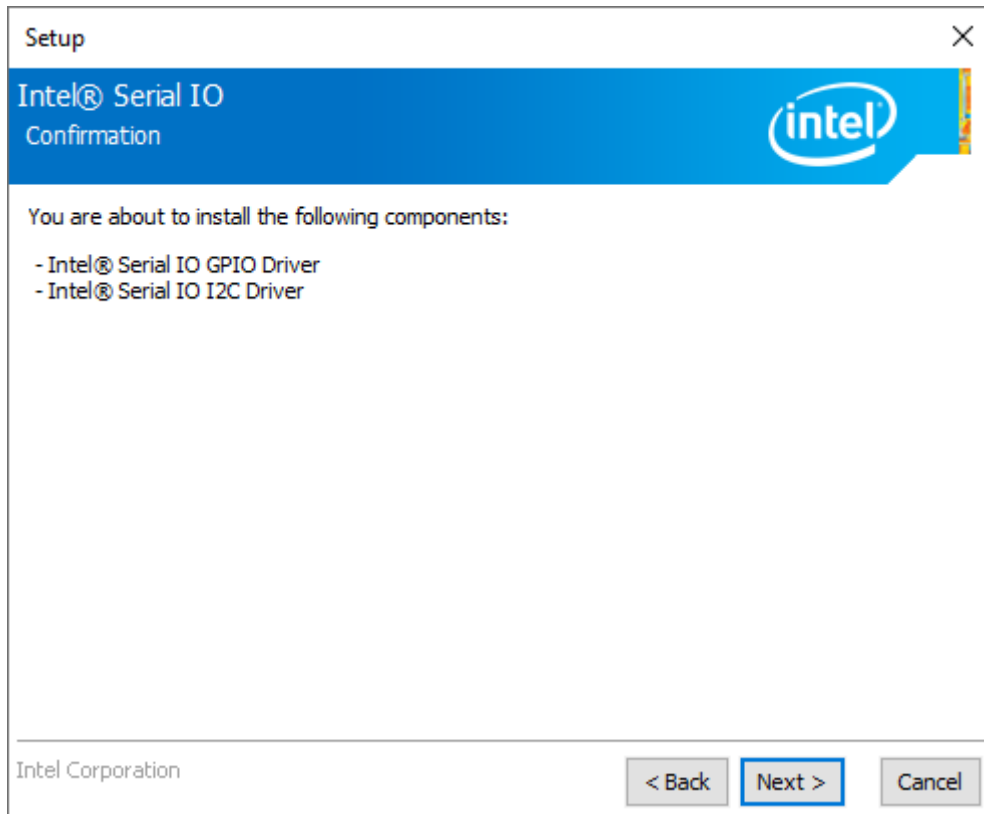 Setup
Intel® Serial IO
Confirmation
intel
You are about to install the following components:
- Intel® Serial IO GPIO Driver
- Intel® Serial IO I2C Driver
Intel Corporation
< Back Next > Cancel